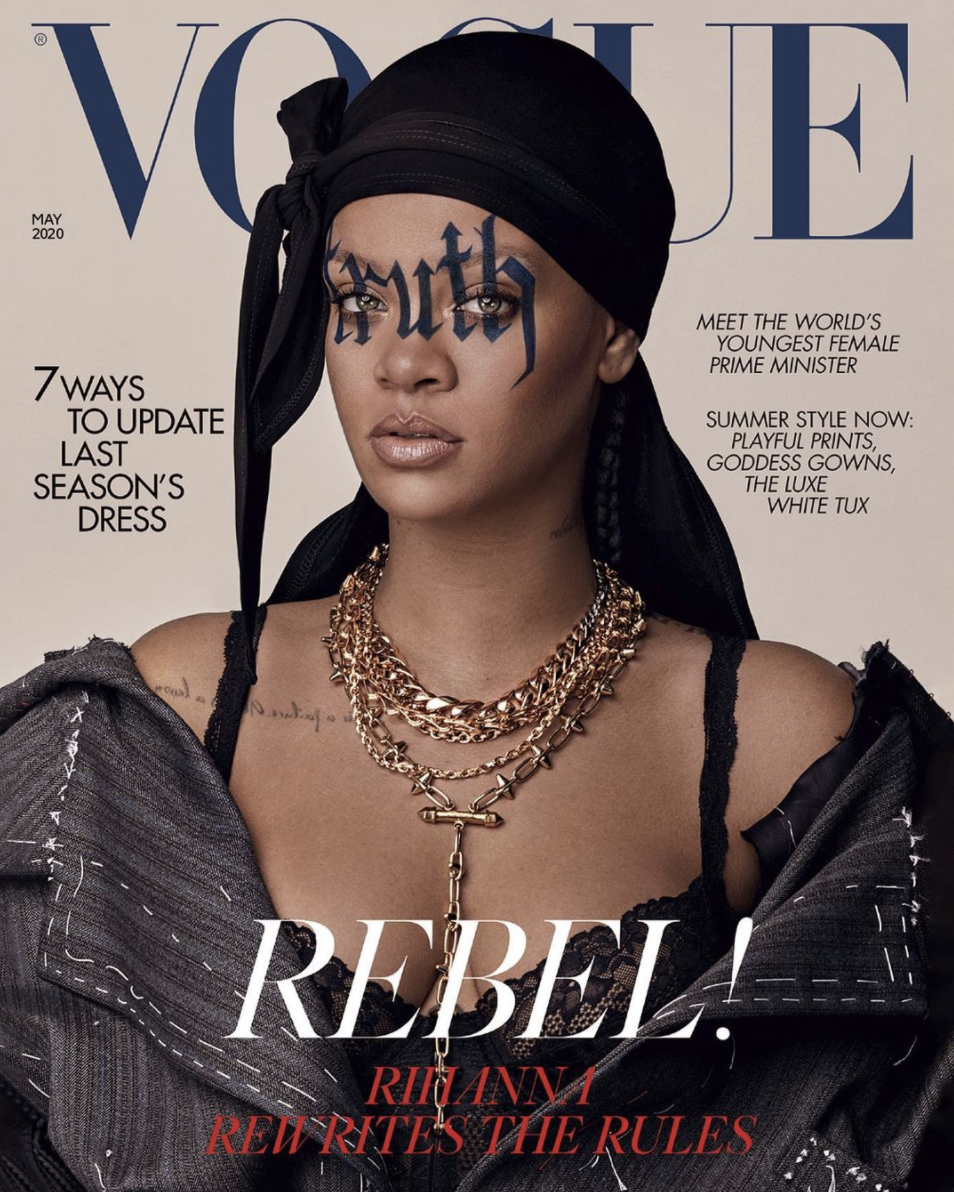 ®
VOGUE
MAY
2020
7 WAYS
TO UPDATE
LAST
SEASON'S
DRESS
MEET THE WORLD'S
YOUNGEST FEMALE
PRIME MINISTER
SUMMER STYLE NOW:
PLAYFUL PRINTS,
GODDESS GOWNS,
THE LUXE
WHITE TUX
truth
REBEL!
RIHANNA
REWRITES THE RULES